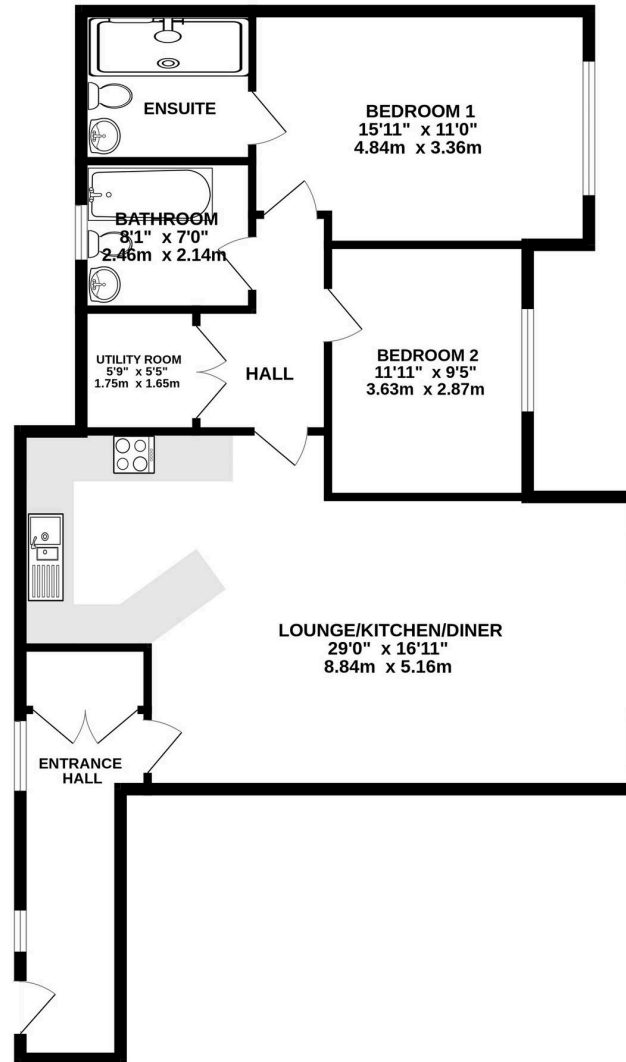 ENSUITE
BEDROOM 1
15'11" x 11'0"
4.84m x 3.36m
BATHROOM
8'1" x 7'0"
2.46m x 2.14m
UTILITY ROOM
5'9" x 5'5"
1.75m x 1.65m
HALL
BEDROOM 2
11'11" x 9'5"
3.63m x 2.87m
LOUNGE/KITCHEN/DINER
29'0" x 16'11"
8.84m x 5.16m
ENTRANCE
HALL